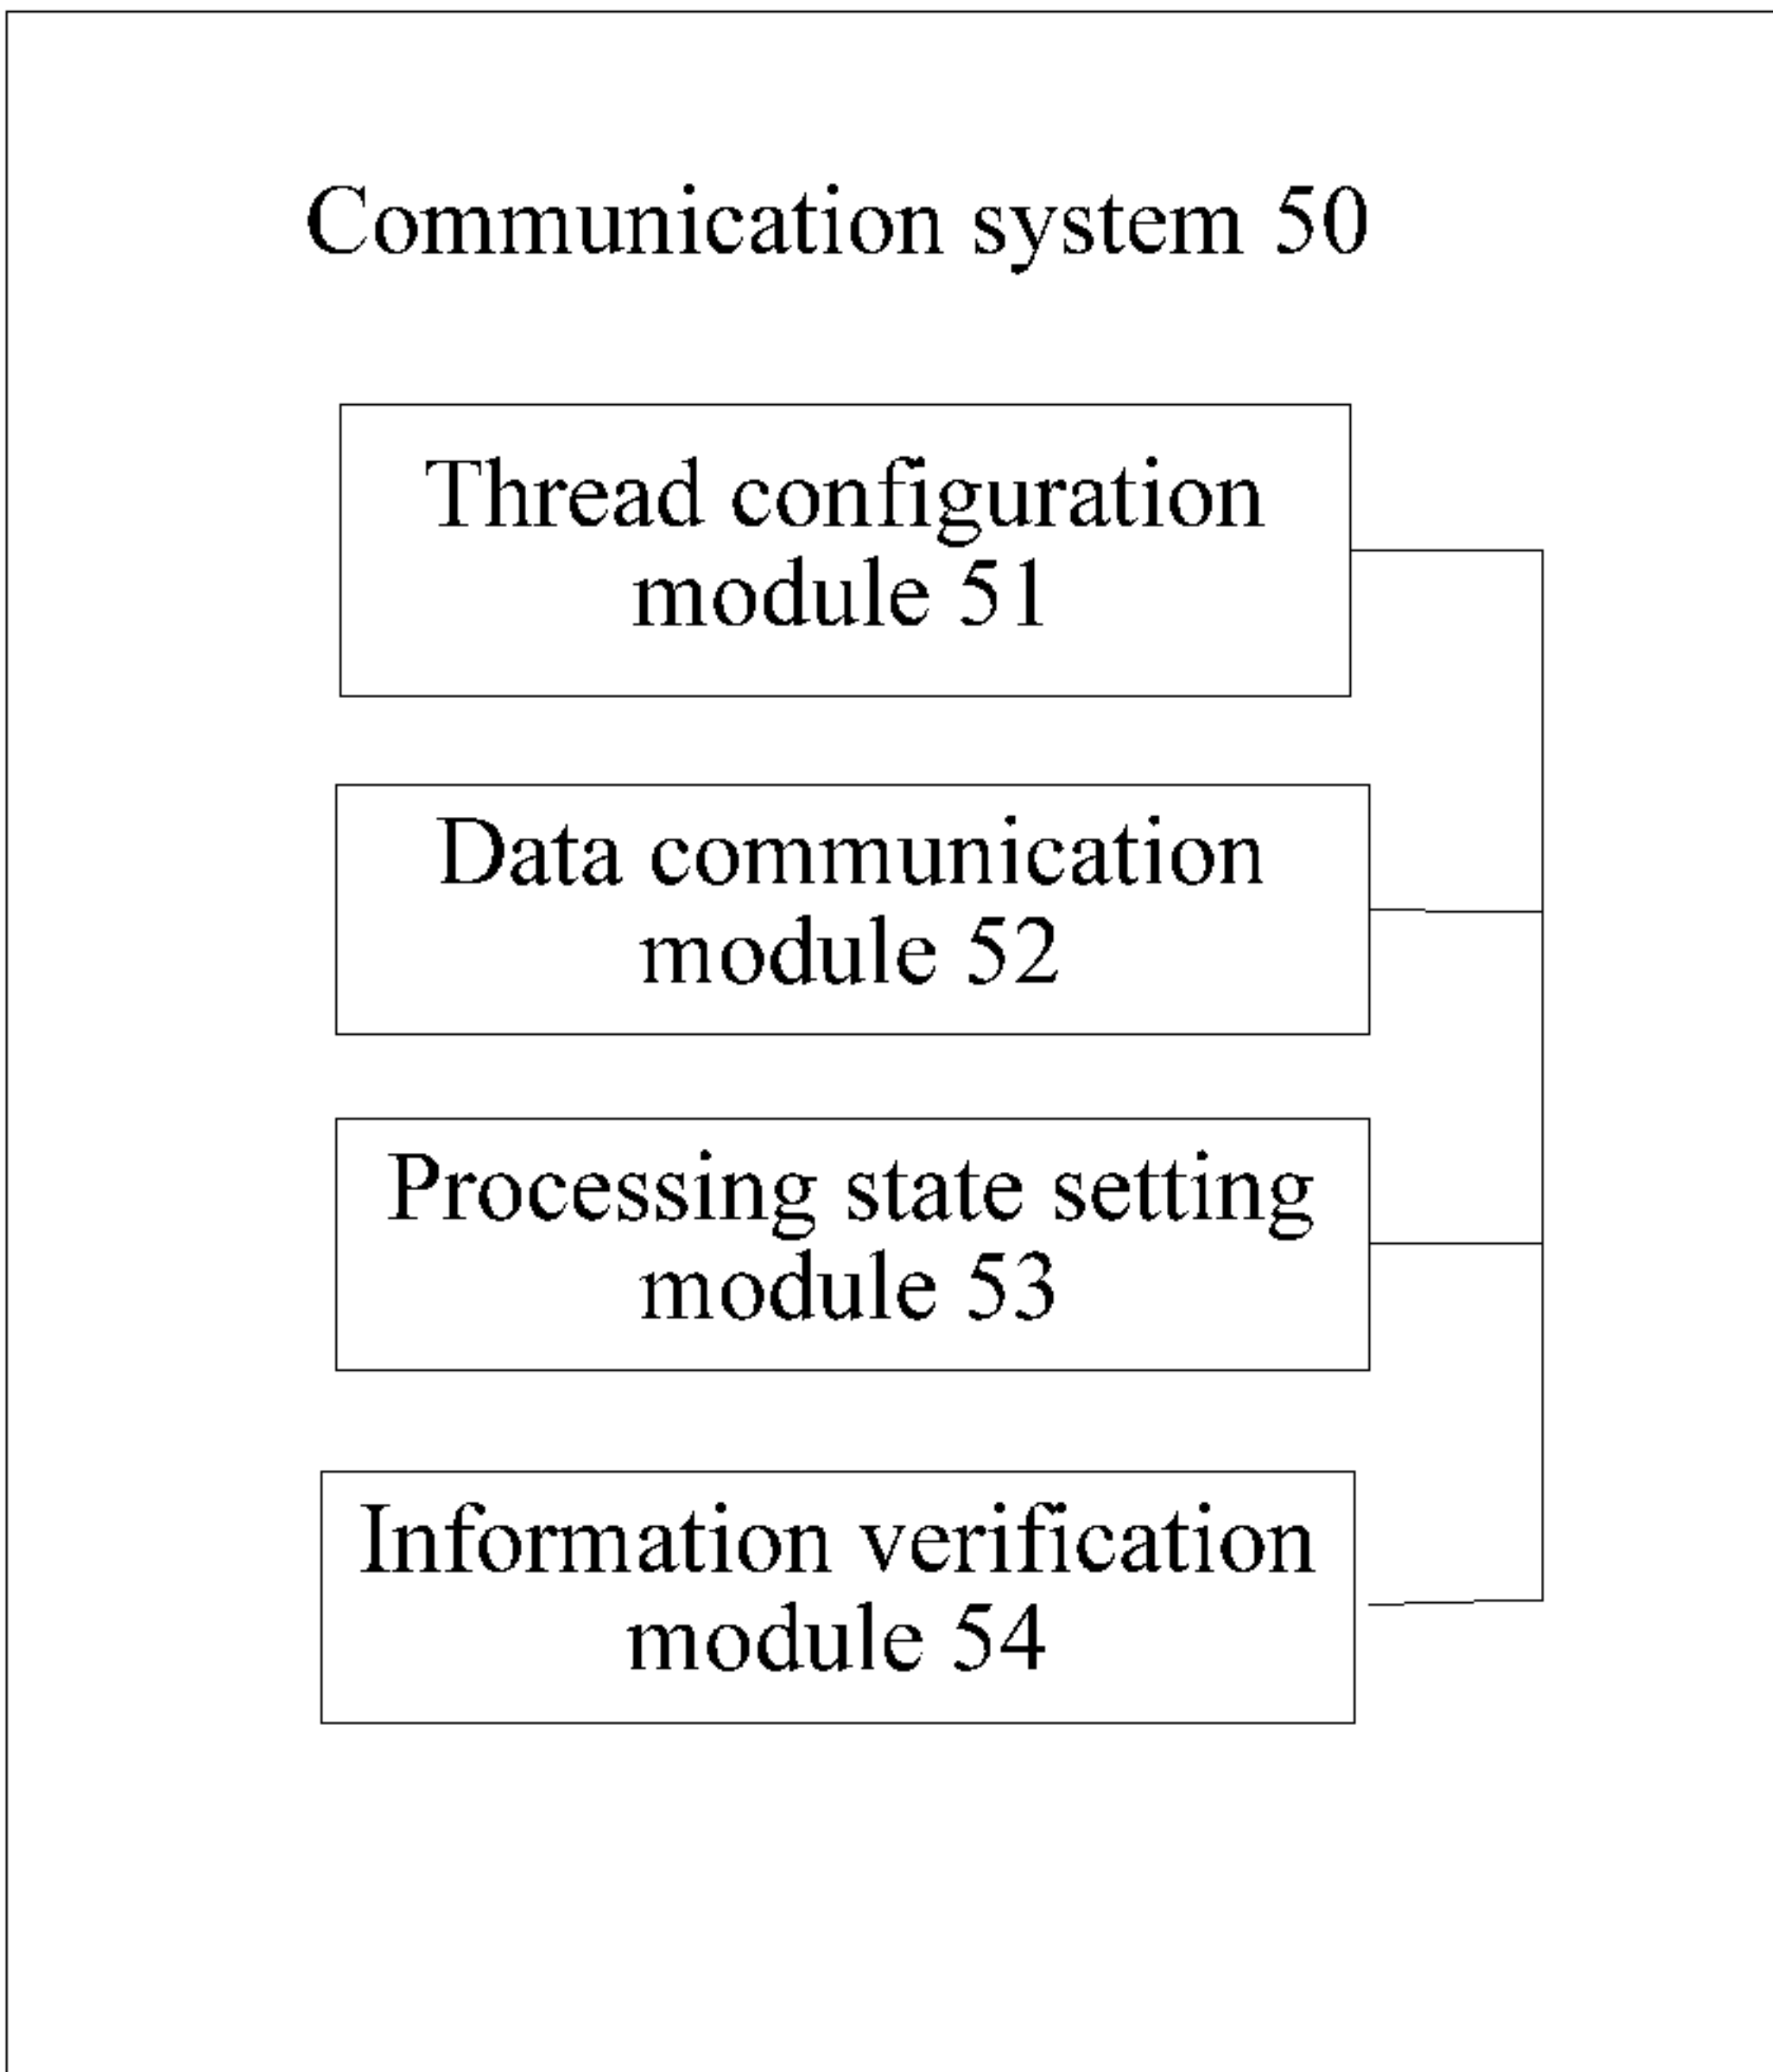 Communication system 50
Thread configuration
module 51
Data communication
module 52
Processing state setting
module 53
Information verification
module 54